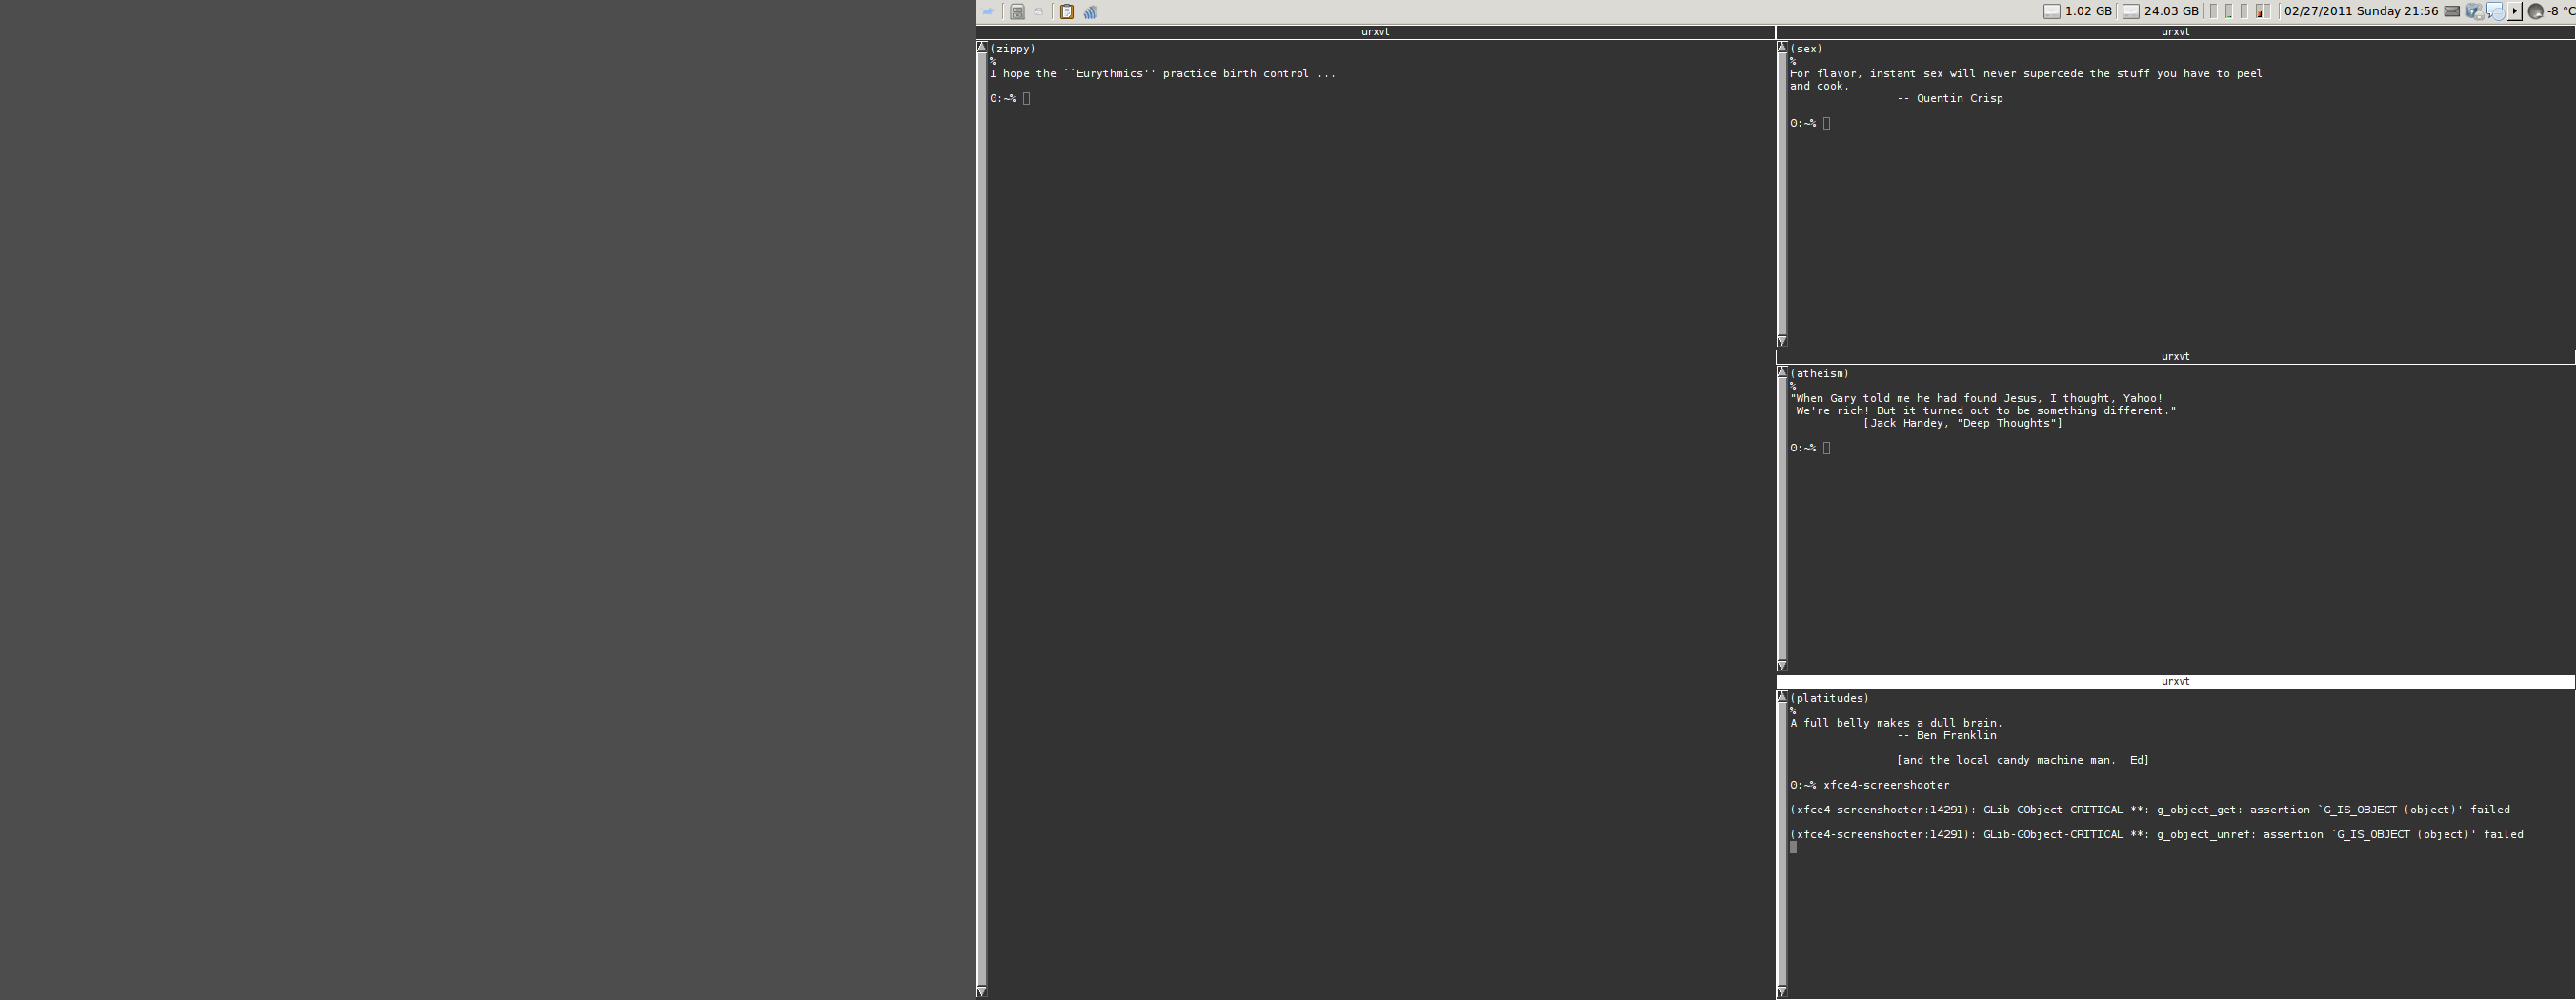 1.02 GB 24.03 GB 02/27/2011 Sunday 21:56 -8 °C
urxvt
(zippy)
%
I hope the ``Eurythmics'' practice birth control ...
0:~%
urxvt
(sex)
%
For flavor, instant sex will never supercede the stuff you have to peel
and cook.
-- Quentin Crisp
0:~%
urxvt
(atheism)
%
"When Gary told me he had found Jesus, I thought, Yahoo!
We're rich! But it turned out to be something different."
[Jack Handey, "Deep Thoughts"]
0:~%
urxvt
(platitudes)
%
A full belly makes a dull brain.
-- Ben Franklin
[and the local candy machine man.  Ed]
0:~% xfce4-screenshooter
(xfce4-screenshooter:14291): GLib-GObject-CRITICAL **: g_object_get: assertion `G_IS_OBJECT (object)' failed
(xfce4-screenshooter:14291): GLib-GObject-CRITICAL **: g_object_unref: assertion `G_IS_OBJECT (object)' failed